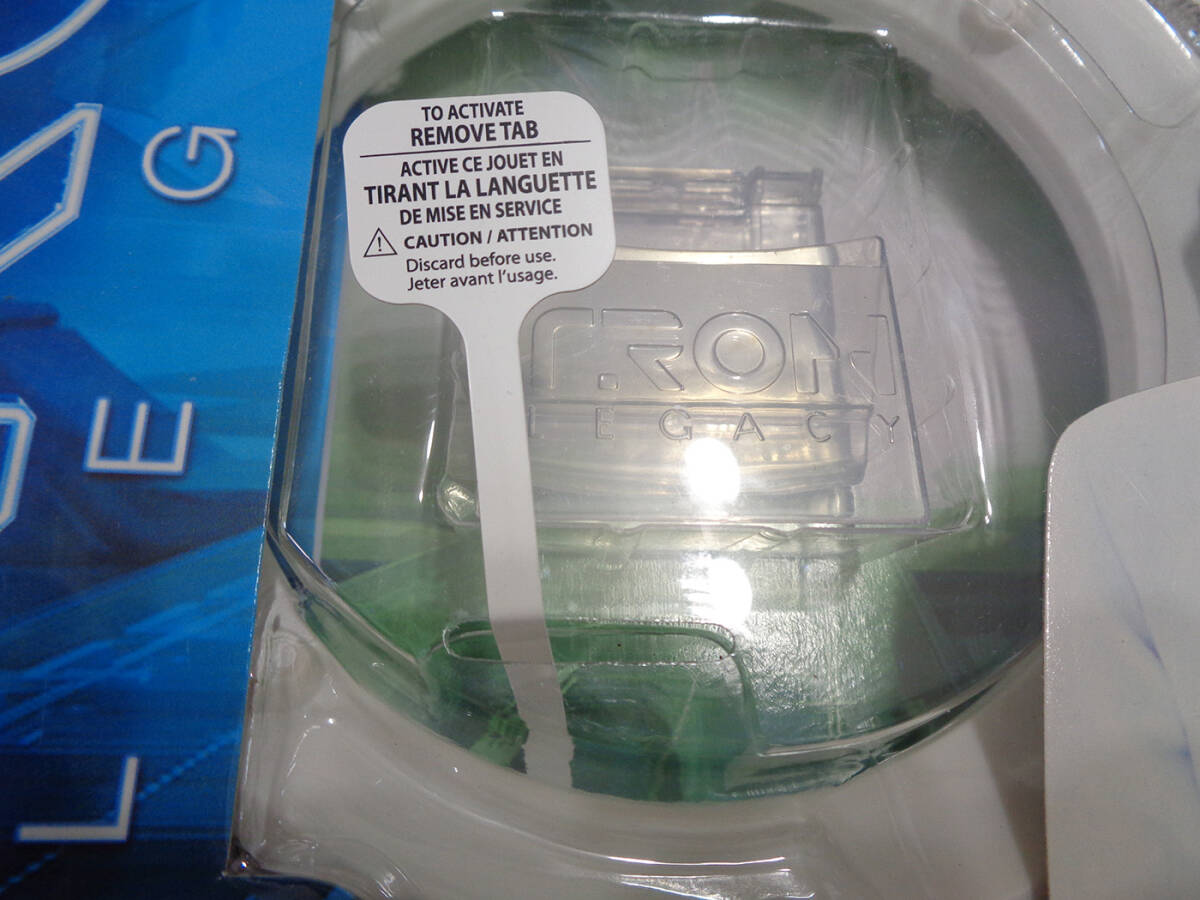 TO ACTIVATE
REMOVE TAB
ACTIVE CE JOUET EN
TIRANT LA LANGUETTE
DE MISE EN SERVICE
CAUTION / ATTENTION
Discard before use.
Jeter avant l'usage.
TRON
LEGACY
L E G